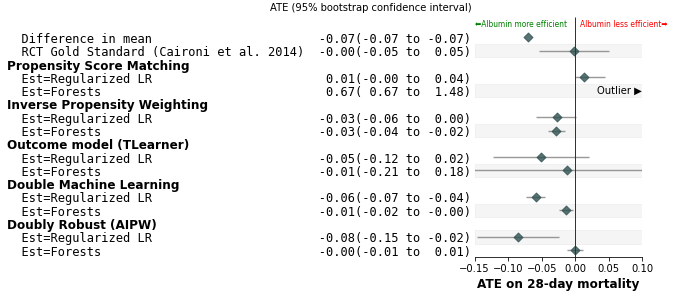 ATE (95% bootstrap confidence interval)
⬅Albumin more efficient Albumin less efficient➡
Difference in mean -0.07(-0.07 to -0.07)
RCT Gold Standard (Caironi et al. 2014) -0.00(-0.05 to 0.05)
Propensity Score Matching
Est=Regularized LR 0.01(-0.00 to 0.04)
Est=Forests 0.67( 0.67 to 1.48) Outlier ▶
Inverse Propensity Weighting
Est=Regularized LR -0.03(-0.06 to 0.00)
Est=Forests -0.03(-0.04 to -0.02)
Outcome model (TLearner)
Est=Regularized LR -0.05(-0.12 to 0.02)
Est=Forests -0.01(-0.21 to 0.18)
Double Machine Learning
Est=Regularized LR -0.06(-0.07 to -0.04)
Est=Forests -0.01(-0.02 to -0.00)
Doubly Robust (AIPW)
Est=Regularized LR -0.08(-0.15 to -0.02)
Est=Forests -0.00(-0.01 to 0.01)
−0.15 −0.10 −0.05 0.00 0.05 0.10
ATE on 28-day mortality